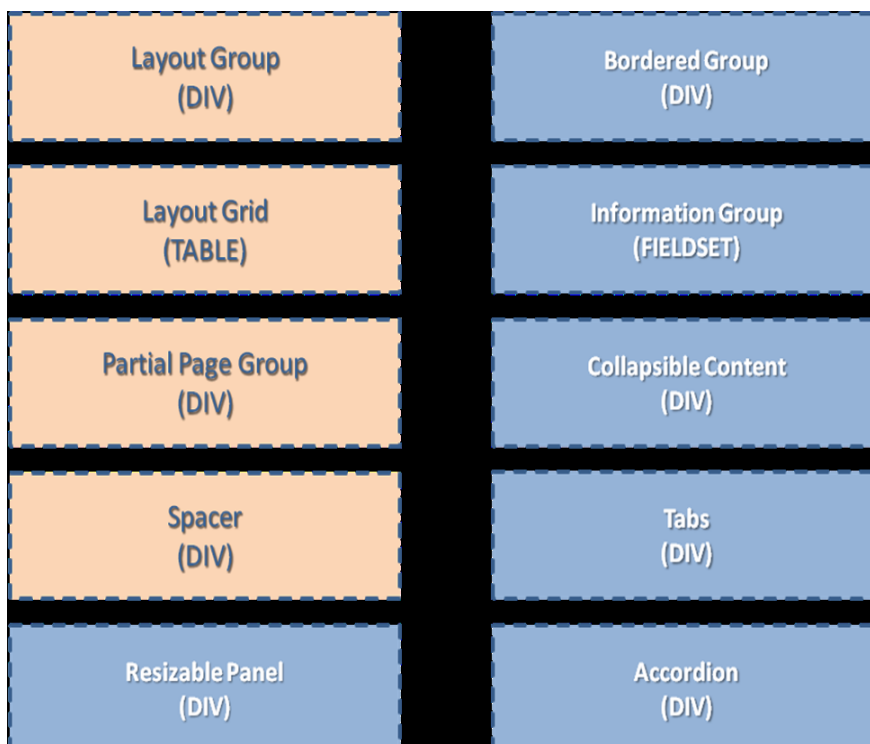 Layout Group
(DIV)
Bordered Group
(DIV)
Layout Grid
(TABLE)
Information Group
(FIELDSET)
Partial Page Group
(DIV)
Collapsible Content
(DIV)
Spacer
(DIV)
Tabs
(DIV)
Resizable Panel
(DIV)
Accordion
(DIV)